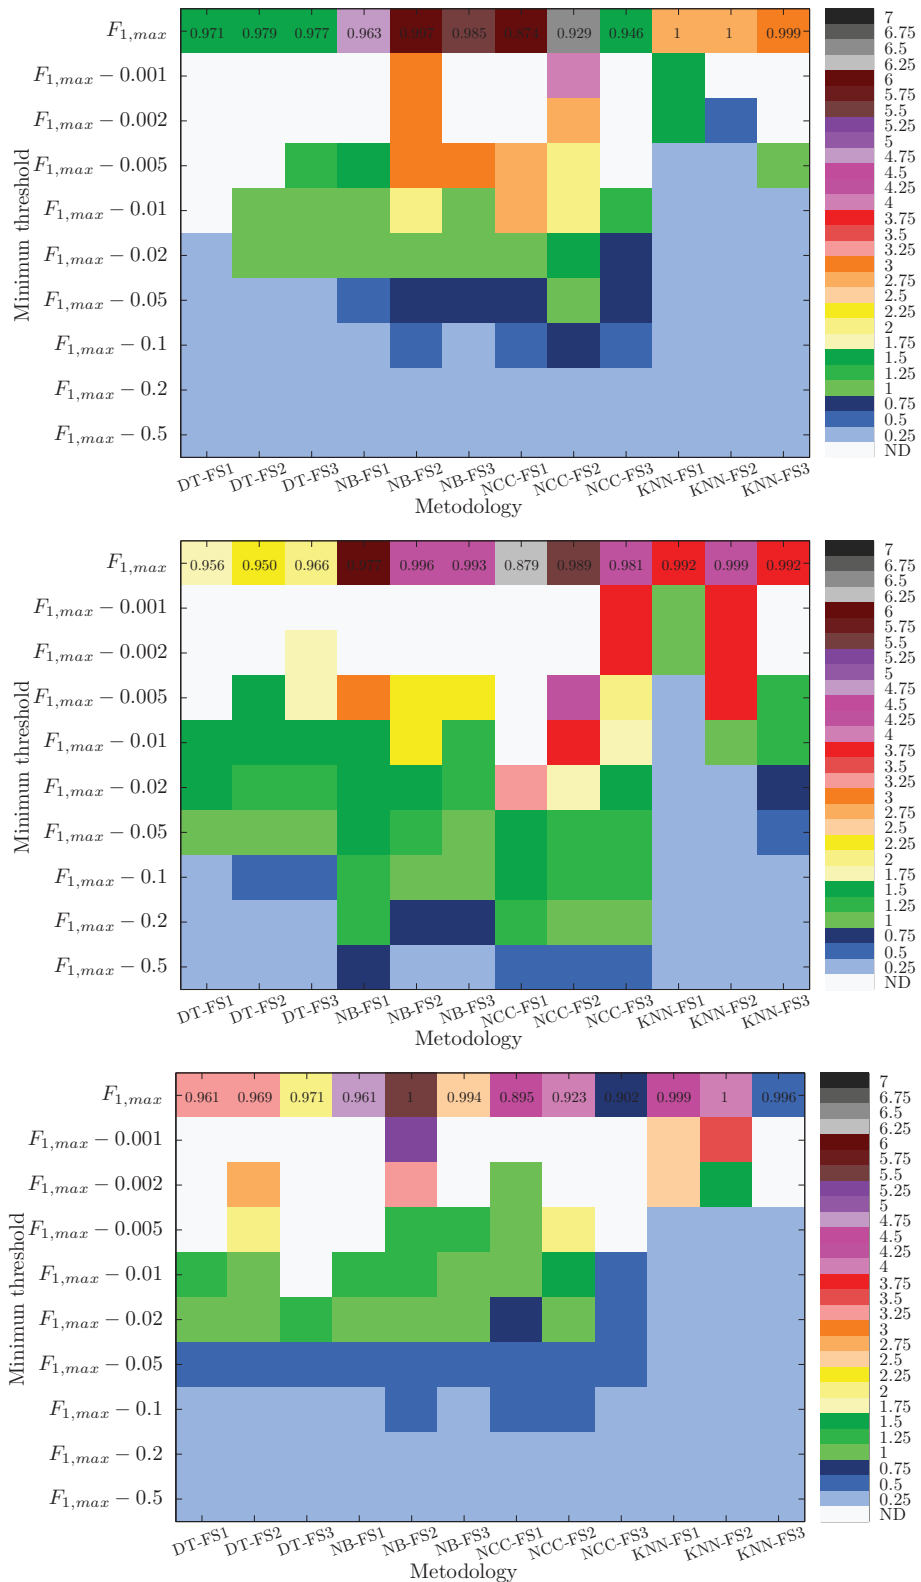 F1,max 0.971 0.979 0.977 0.963 0.985 0.929 0.946 1 1 0.999
F1,max − 0.001
F1,max − 0.002
F1,max − 0.005
F1,max − 0.01
F1,max − 0.02
F1,max − 0.05
F1,max − 0.1
F1,max − 0.2
F1,max − 0.5
Minimun threshold
DT-FS1 DT-FS2 DT-FS3 NB-FS1 NB-FS2 NB-FS3 NCC-FS1 NCC-FS2 NCC-FS3 KNN-FS1 KNN-FS2 KNN-FS3
Metodology
7
6.75
6.5
6.25
6
5.75
5.5
5.25
5
4.75
4.5
4.25
4
3.75
3.5
3.25
3
2.75
2.5
2.25
2
1.75
1.5
1.25
1
0.75
0.5
0.25
ND
F1,max 0.956 0.950 0.966 0.977 0.996 0.993 0.879 0.989 0.981 0.992 0.999 0.992
F1,max − 0.001
F1,max − 0.002
F1,max − 0.005
F1,max − 0.01
F1,max − 0.02
F1,max − 0.05
F1,max − 0.1
F1,max − 0.2
F1,max − 0.5
Minimun threshold
DT-FS1 DT-FS2 DT-FS3 NB-FS1 NB-FS2 NB-FS3 NCC-FS1 NCC-FS2 NCC-FS3 KNN-FS1 KNN-FS2 KNN-FS3
Metodology
7
6.75
6.5
6.25
6
5.75
5.5
5.25
5
4.75
4.5
4.25
4
3.75
3.5
3.25
3
2.75
2.5
2.25
2
1.75
1.5
1.25
1
0.75
0.5
0.25
ND
F1,max 0.961 0.969 0.971 0.961 1 0.994 0.895 0.923 0.902 0.999 1 0.996
F1,max − 0.001
F1,max − 0.002
F1,max − 0.005
F1,max − 0.01
F1,max − 0.02
F1,max − 0.05
F1,max − 0.1
F1,max − 0.2
F1,max − 0.5
Minimun threshold
DT-FS1 DT-FS2 DT-FS3 NB-FS1 NB-FS2 NB-FS3 NCC-FS1 NCC-FS2 NCC-FS3 KNN-FS1 KNN-FS2 KNN-FS3
Metodology
7
6.75
6.5
6.25
6
5.75
5.5
5.25
5
4.75
4.5
4.25
4
3.75
3.5
3.25
3
2.75
2.5
2.25
2
1.75
1.5
1.25
1
0.75
0.5
0.25
ND